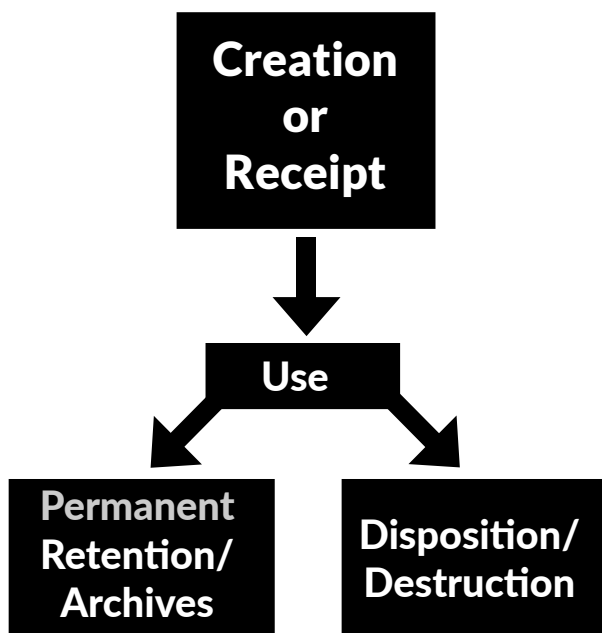 Creation
or
Receipt
Use
Permanent
Retention/
Archives
Disposition/
Destruction